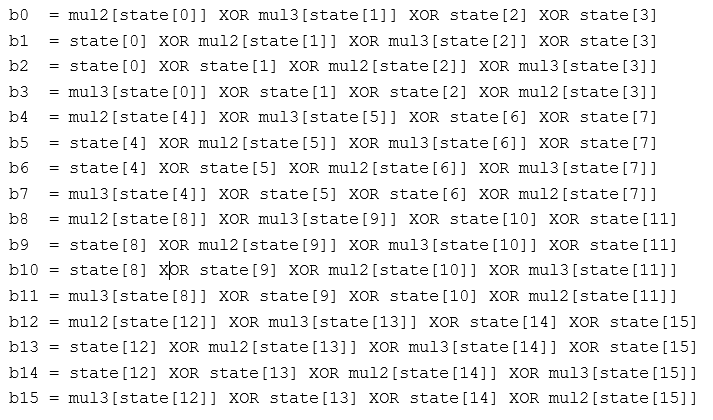 b0 = mul2[state[0]] XOR mul3[state[1]] XOR state[2] XOR state[3]
b1 = state[0] XOR mul2[state[1]] XOR mul3[state[2]] XOR state[3]
b2 = state[0] XOR state[1] XOR mul2[state[2]] XOR mul3[state[3]]
b3 = mul3[state[0]] XOR state[1] XOR state[2] XOR mul2[state[3]]
b4 = mul2[state[4]] XOR mul3[state[5]] XOR state[6] XOR state[7]
b5 = state[4] XOR mul2[state[5]] XOR mul3[state[6]] XOR state[7]
b6 = state[4] XOR state[5] XOR mul2[state[6]] XOR mul3[state[7]]
b7 = mul3[state[4]] XOR state[5] XOR state[6] XOR mul2[state[7]]
b8 = mul2[state[8]] XOR mul3[state[9]] XOR state[10] XOR state[11]
b9 = state[8] XOR mul2[state[9]] XOR mul3[state[10]] XOR state[11]
b10 = state[8] XOR state[9] XOR mul2[state[10]] XOR mul3[state[11]]
b11 = mul3[state[8]] XOR state[9] XOR state[10] XOR mul2[state[11]]
b12 = mul2[state[12]] XOR mul3[state[13]] XOR state[14] XOR state[15]
b13 = state[12] XOR mul2[state[13]] XOR mul3[state[14]] XOR state[15]
b14 = state[12] XOR state[13] XOR mul2[state[14]] XOR mul3[state[15]]
b15 = mul3[state[12]] XOR state[13] XOR state[14] XOR mul2[state[15]]